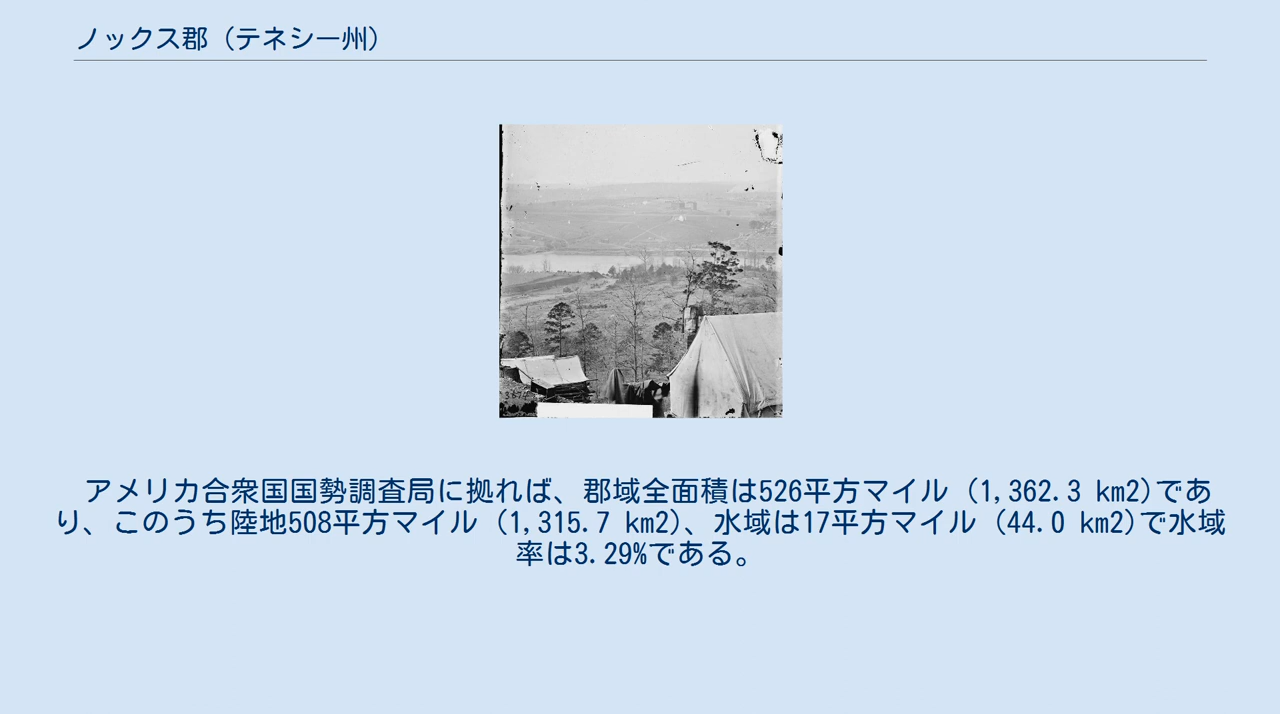 ノックス郡（テネシー州）
アメリカ合衆国国勢調査局に拠れば、郡域全面積は526平方マイル (1,362.3 km2)であ
り、このうち陸地508平方マイル (1,315.7 km2)、水域は17平方マイル (44.0 km2)で水域
率は3.29%である。